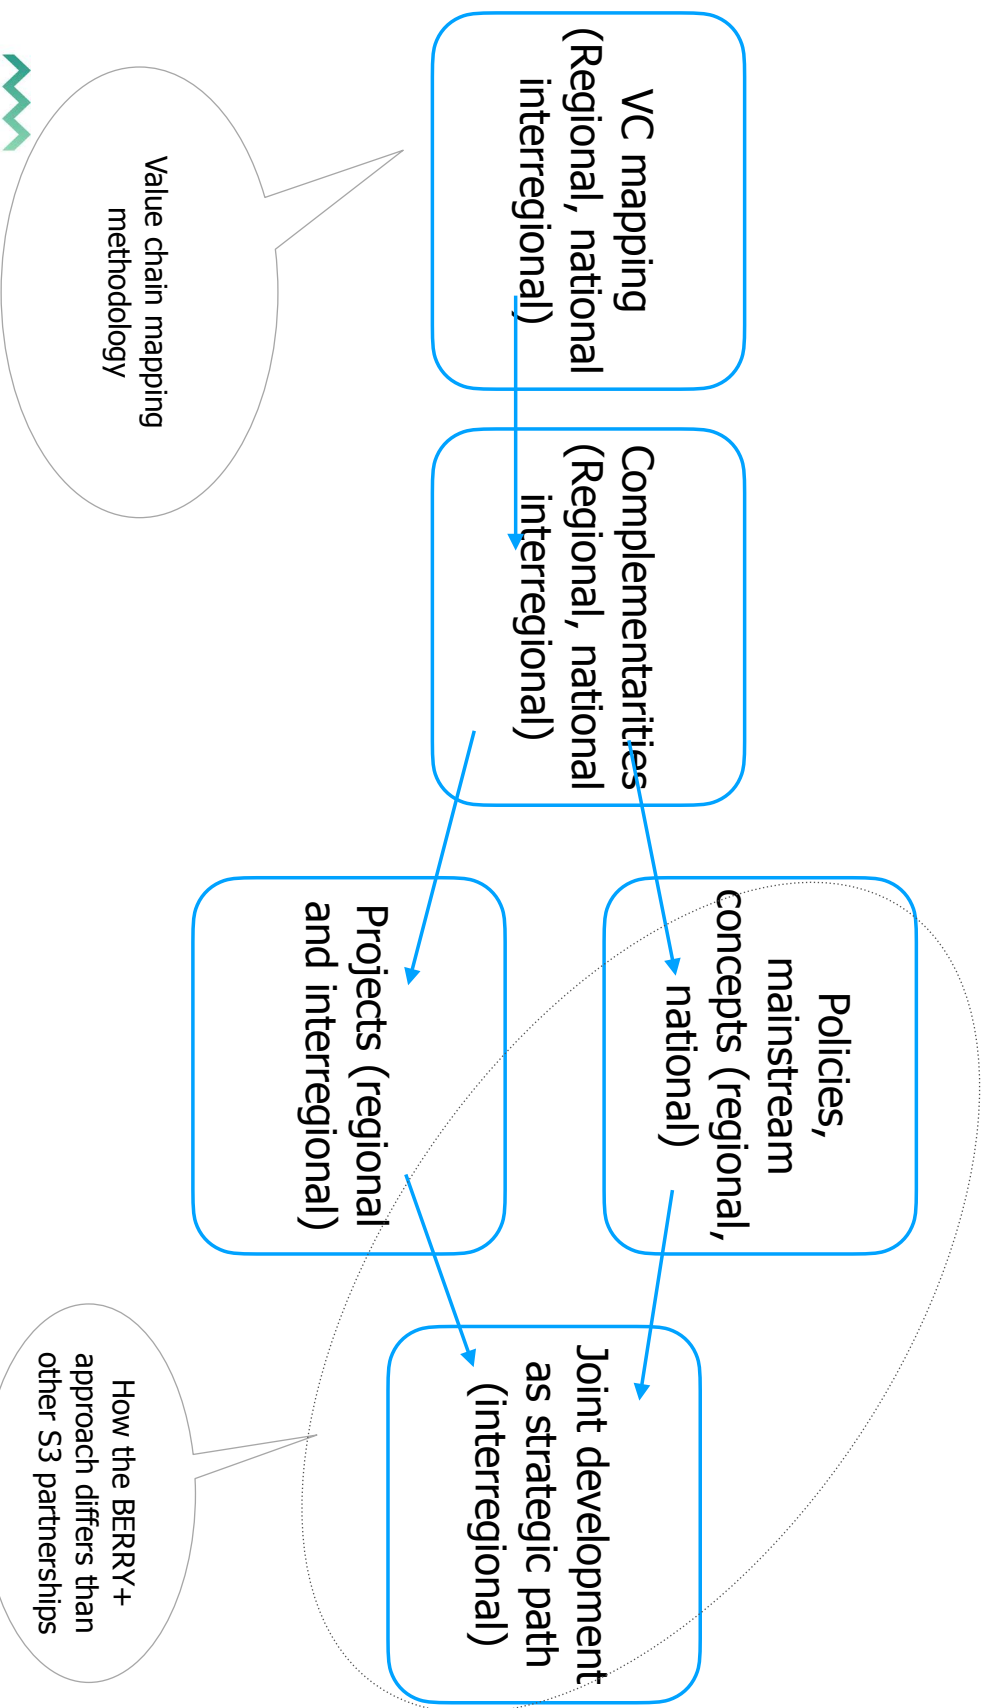 VC mapping
(Regional, national
interregional)
Complementarities
(Regional, national
interregional)
Policies,
mainstream
concepts (regional,
national)
Projects (regional
and interregional)
Joint development
as strategic path
(interregional)
Value chain mapping
methodology
How the BERRY+
approach differs than
other S3 partnerships